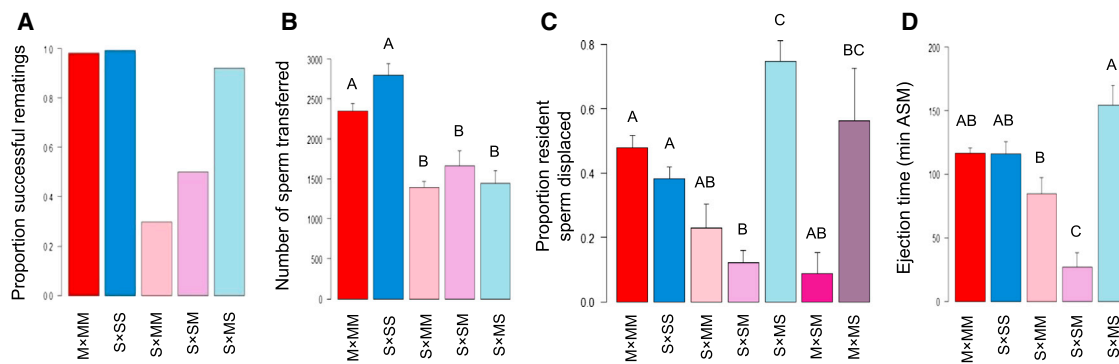 A
Proportion successful rematings
1.0
0.8
0.6
0.4
0.2
0.0
M×MM
S×SS
S×MM
S×SM
S×MS
B
Number of sperm transferred
3000
2500
2000
1500
1000
500
0
A
A
B
B
B
M×MM
S×SS
S×MM
S×SM
S×MS
C
Proportion resident
sperm displaced
0.8
0.6
0.4
0.2
0.0
A
A
AB
B
C
AB
BC
M×MM
S×SS
S×MM
S×SM
S×MS
M×SM
M×MS
D
Ejection time (min ASM)
200
150
100
50
0
AB
AB
B
C
A
M×MM
S×SS
S×MM
S×SM
S×MS